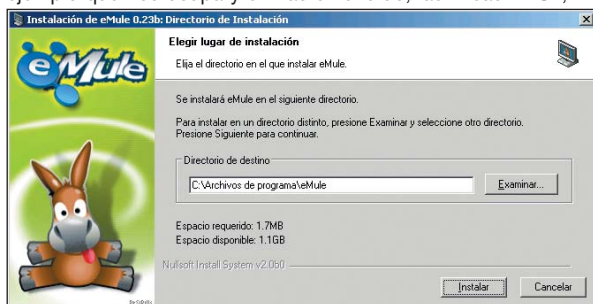 Instalación de eMule 0.23b: Directorio de Instalación
eMule
Elegir lugar de instalación
Elija el directorio en el que instalar eMule.
Se instalará eMule en el siguiente directorio.
Para instalar en un directorio distinto, presione Examinar y seleccione otro directorio.
Presione Siguiente para continuar.
Directorio de destino
C:\Archivos de programa\eMule
Examinar...
Espacio requerido: 1.7MB
Espacio disponible: 1.1GB
Nullsoft Install System v2.0b0
Instalar
Cancelar